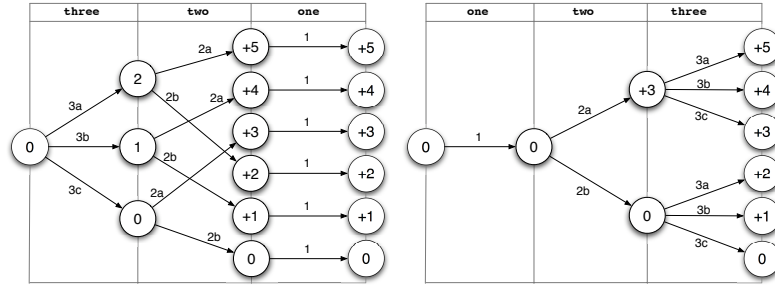 three two one one two three
2a +5 1 +5 +5
3a
2 3a
2b 2a +4 1 +4 +3 3b +4
3a 2a 3c
+3 1 +3 +3
0 3b 1 0 1 0
2b +2 1 +2 +2
3c 2a 2b 3a
+1 1 +1 0 3b +1
0 2b 3c
0 1 0 0